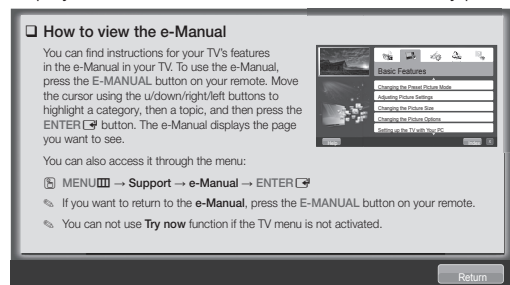 ❑ How to view the e-Manual
You can find instructions for your TV's features
in the e-Manual in your TV. To use the e-Manual,
press the E-MANUAL button on your remote. Move
the cursor using the u/down/right/left buttons to
highlight a category, then a topic, and then press the
ENTER button. The e-Manual displays the page
you want to see.
Basic Features
Changing the Preset Picture Mode
Adjusting Picture Settings
Changing the Picture Size
Changing the Picture Options
Setting up the TV with Your PC
Help
Index
You can also access it through the menu:
MENU → Support → e-Manual → ENTER
✎ If you want to return to the e-Manual, press the E-MANUAL button on your remote.
✎ You can not use Try now function if the TV menu is not activated.
Return